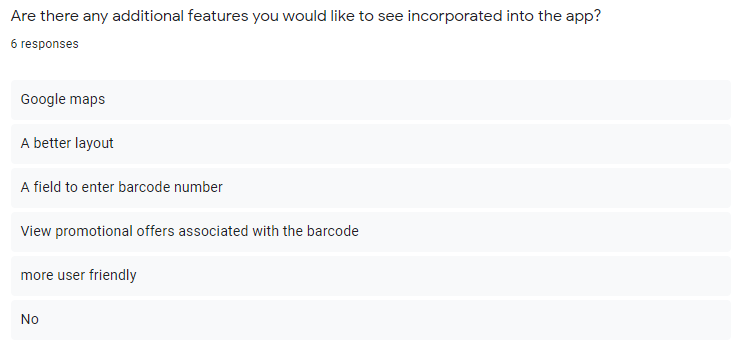 Are there any additional features you would like to see incorporated into the app?
6 responses
Google maps
A better layout
A field to enter barcode number
View promotional offers associated with the barcode
more user friendly
No